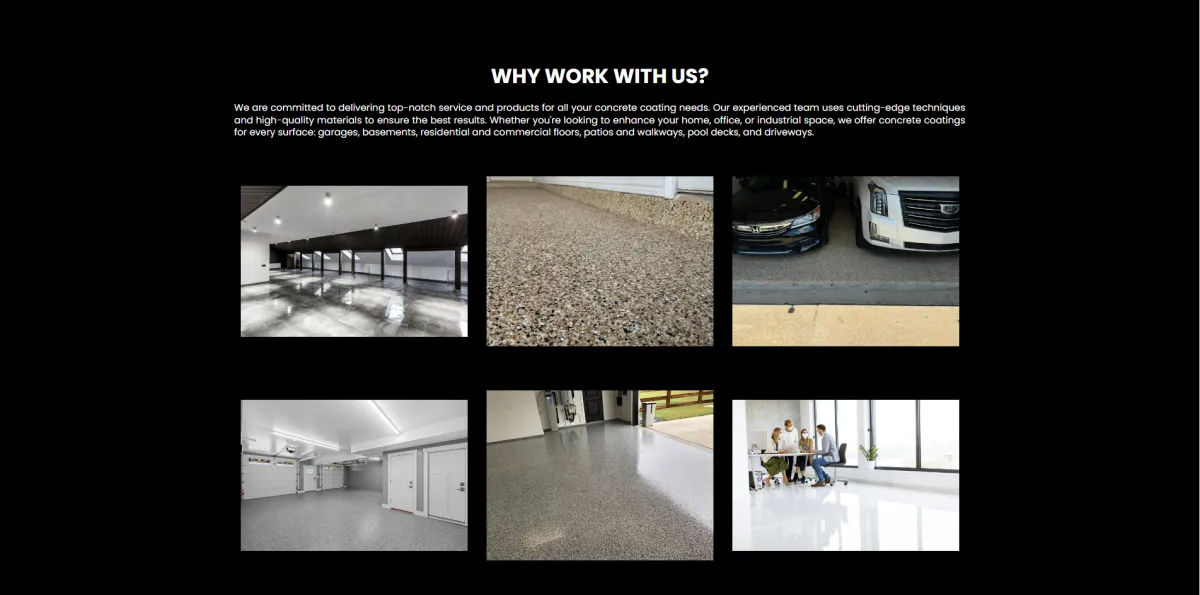 WHY WORK WITH US?
We are committed to delivering top-notch service and products for all your concrete coating needs. Our experienced team uses cutting-edge techniques
and high-quality materials to ensure the best results. Whether you're looking to enhance your home, office, or industrial space, we offer concrete coatings
for every surface: garages, basements, residential and commercial floors, patios and walkways, pool decks, and driveways.